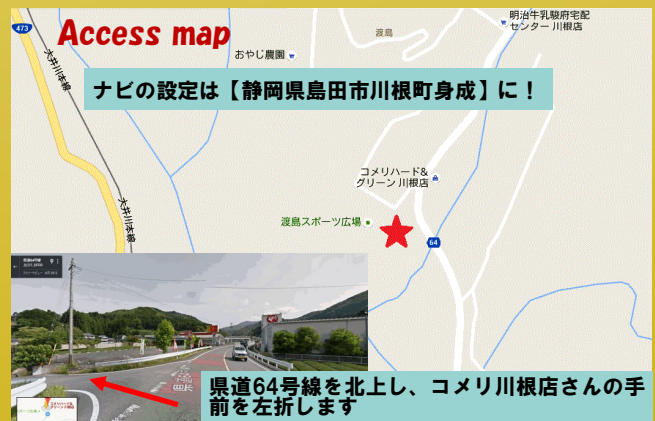 473
Access map
渡島
明治牛乳駿府宅配
センター 川根店
おやじ農園
大井川本線
ナビの設定は【静岡県島田市川根町身成】に！
コメリハード&
グリーン 川根店
大井川本線
渡島スポーツ広場
64
県道64号線を北上し、コメリ川根店さんの手
前を左折します